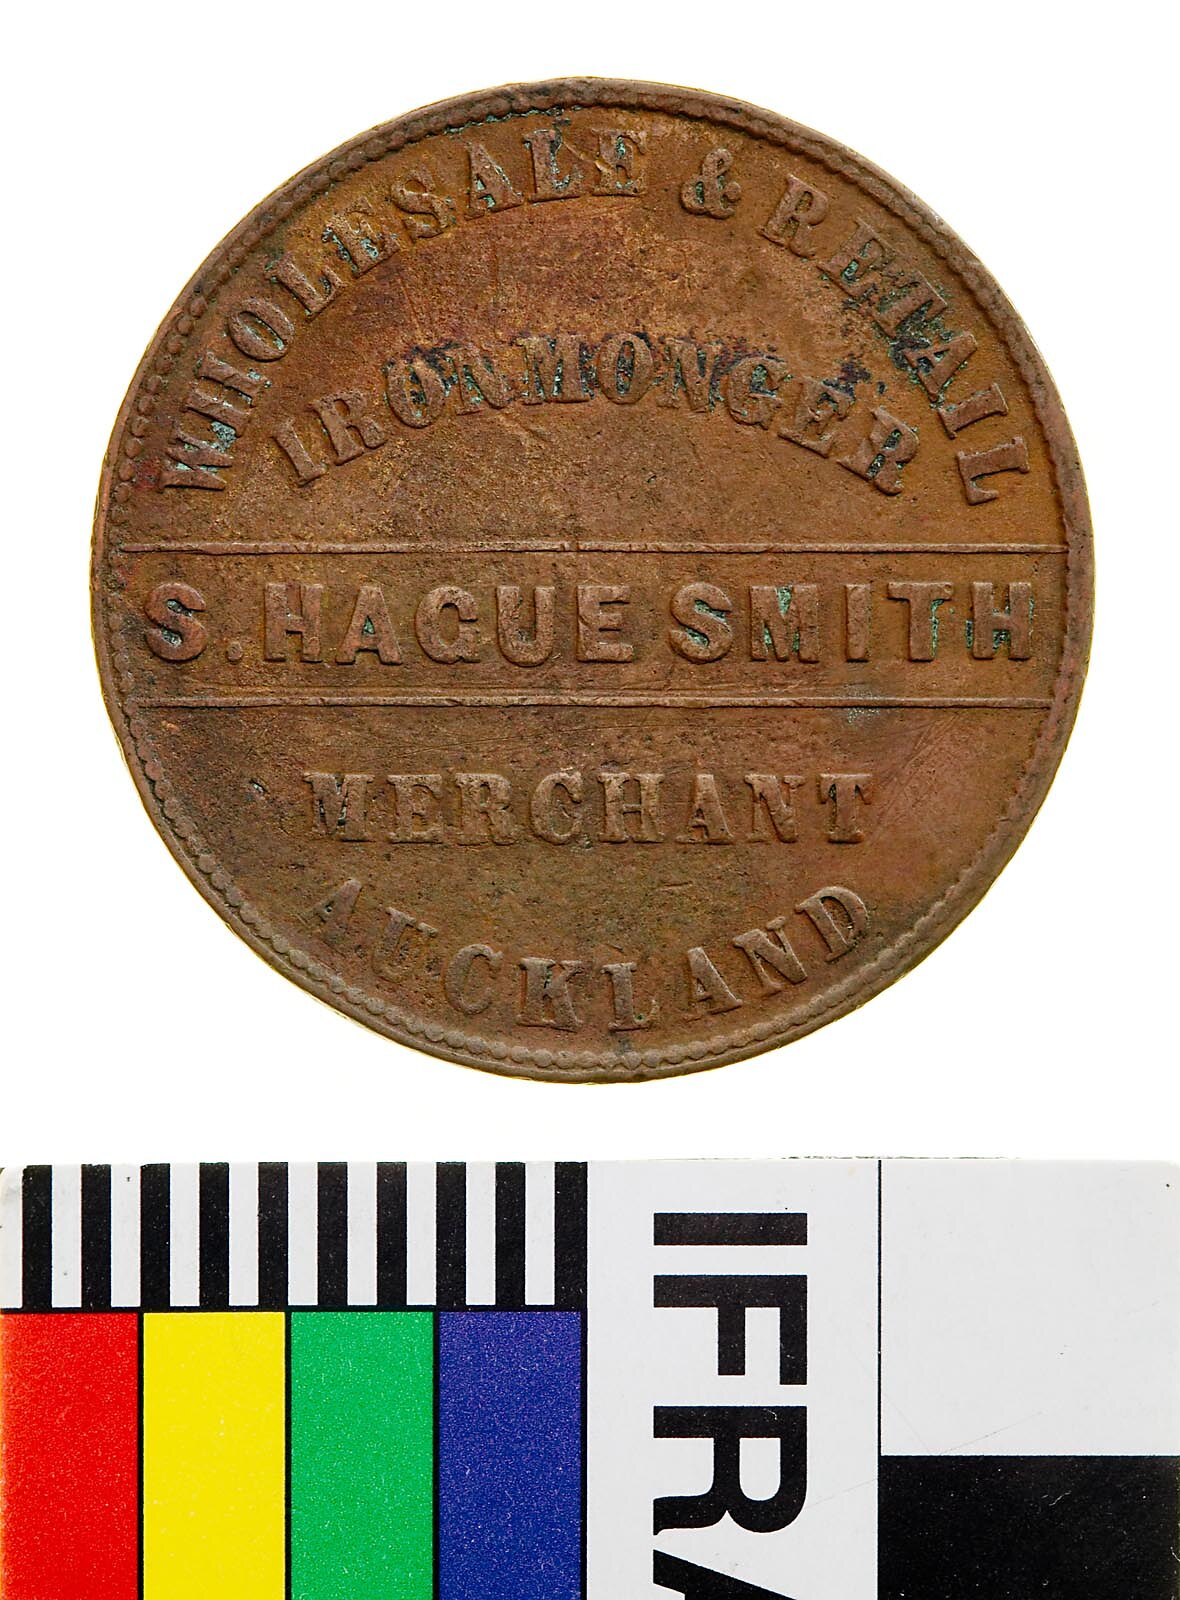 WHOLESALE & RETAIL
IRONMONGER
S. HAGUE SMITH
MERCHANT
AUCKLAND
IFRA